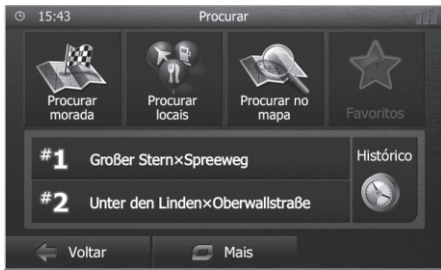 15:43 Procurar
Procurar morada
Procurar locais
Procurar no mapa
Favoritos
#1 Großer Stern×Spreeweg
Histórico
#2 Unter den Linden×Oberwallstraße
Voltar
Mais